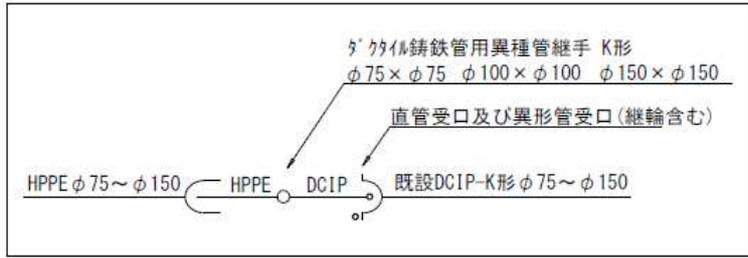 ﾀﾞｸﾀｲﾙ鋳鉄管用異種管継手 K形
φ75×φ75 φ100×φ100 φ150×φ150
直管受口及び異形管受口(継輪含む)
HPPEφ75～φ150 HPPE DCIP 既設DCIP-K形φ75～φ150